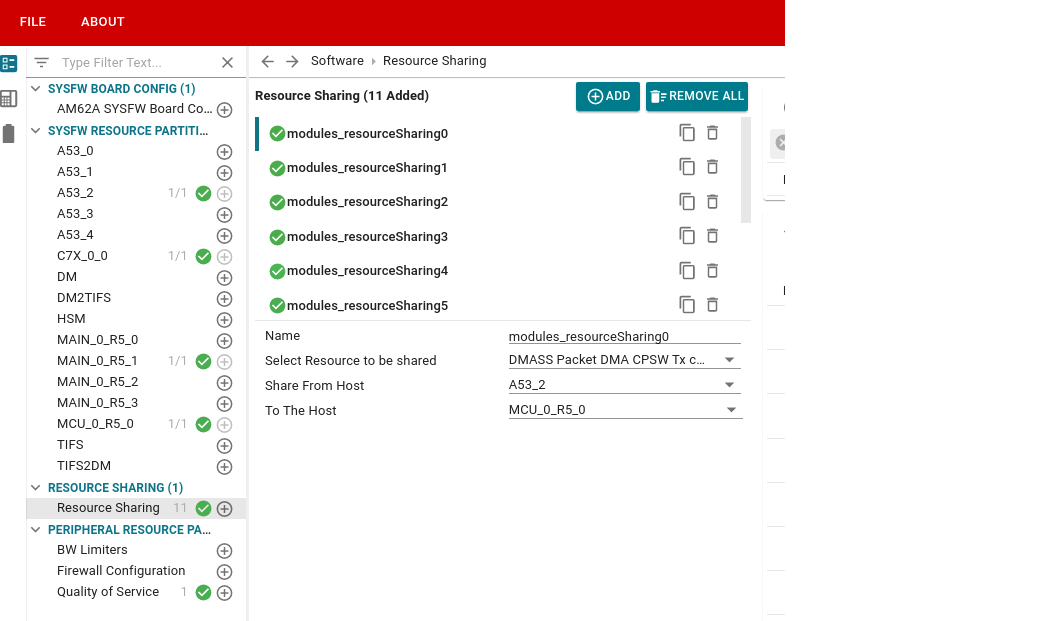 FILE ABOUT
Type Filter Text...
SYSFW BOARD CONFIG (1)
AM62A SYSFW Board Co...
SYSFW RESOURCE PARTITI...
A53_0
A53_1
A53_2 1/1
A53_3
A53_4
C7X_0_0 1/1
DM
DM2TIFS
HSM
MAIN_0_R5_0
MAIN_0_R5_1 1/1
MAIN_0_R5_2
MAIN_0_R5_3
MCU_0_R5_0 1/1
TIFS
TIFS2DM
RESOURCE SHARING (1)
Resource Sharing 11
PERIPHERAL RESOURCE PA...
BW Limiters
Firewall Configuration
Quality of Service 1
Software › Resource Sharing
Resource Sharing (11 Added) ADD REMOVE ALL
modules_resourceSharing0
modules_resourceSharing1
modules_resourceSharing2
modules_resourceSharing3
modules_resourceSharing4
modules_resourceSharing5
Name modules_resourceSharing0
Select Resource to be shared DMASS Packet DMA CPSW Tx c...
Share From Host A53_2
To The Host MCU_0_R5_0